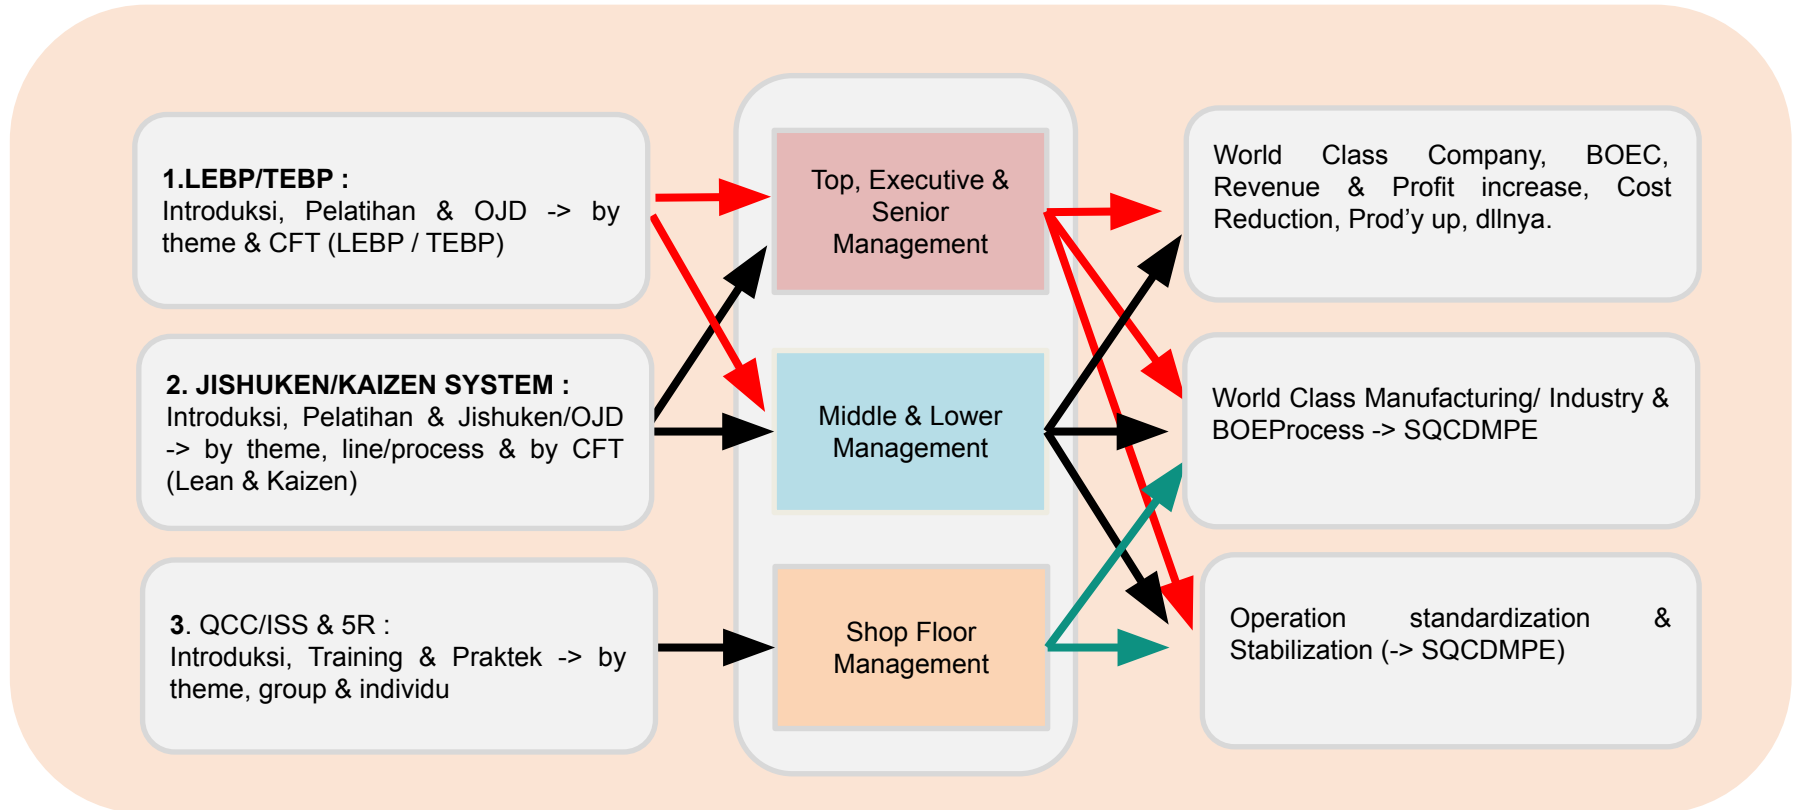 1.LEBP/TEBP :
Introduksi, Pelatihan & OJD -> by
theme & CFT (LEBP / TEBP)
2. JISHUKEN/KAIZEN SYSTEM :
Introduksi, Pelatihan & Jishuken/OJD
-> by theme, line/process & by CFT
(Lean & Kaizen)
3. QCC/ISS & 5R :
Introduksi, Training & Praktek -> by
theme, group & individu
Top, Executive &
Senior
Management
Middle & Lower
Management
Shop Floor
Management
World Class Company, BOEC,
Revenue & Profit increase, Cost
Reduction, Prod'y up, dllnya.
World Class Manufacturing/ Industry &
BOEProcess -> SQCDMPE
Operation standardization &
Stabilization (-> SQCDMPE)